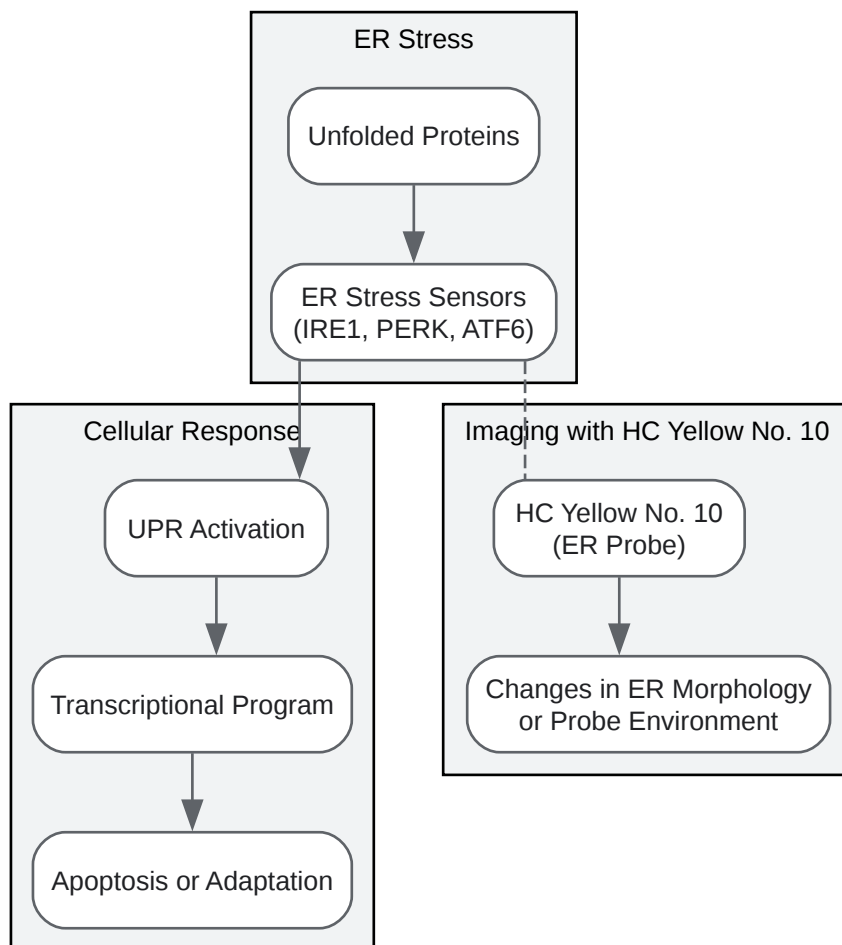 ER Stress
Unfolded Proteins
ER Stress Sensors
(IRE1, PERK, ATF6)
Cellular Response
UPR Activation
Transcriptional Program
Apoptosis or Adaptation
Imaging with HC Yellow No. 10
HC Yellow No. 10
(ER Probe)
Changes in ER Morphology
or Probe Environment